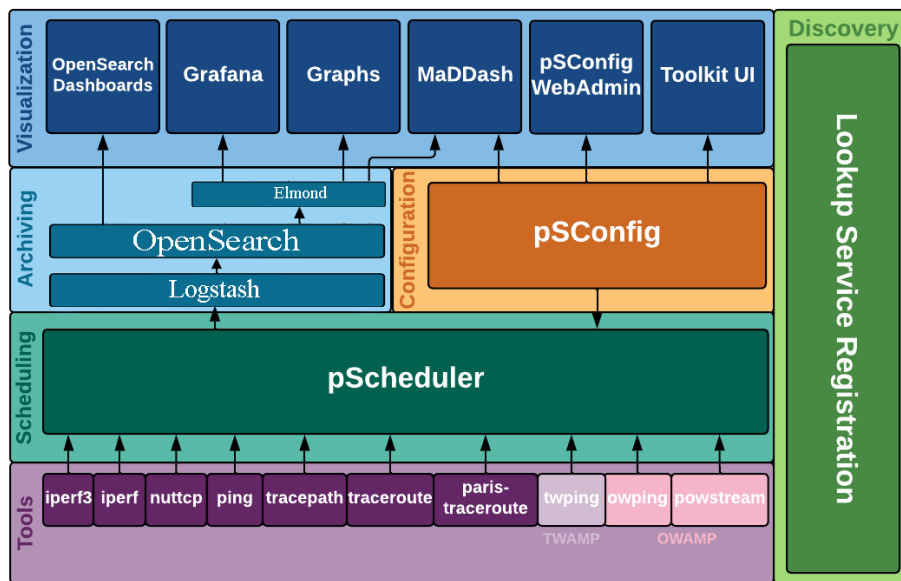 Visualization
OpenSearch
Dashboards
Grafana
Graphs
MaDDash
pSConfig
WebAdmin
Toolkit UI
Discovery
Lookup Service Registration
Archiving
Elmond
OpenSearch
Logstash
Configuration
pSConfig
Scheduling
pScheduler
Tools
iperf3
iperf
nuttcp
ping
tracepath
traceroute
paris-
traceroute
twping
owping
powstream
TWAMP
OWAMP